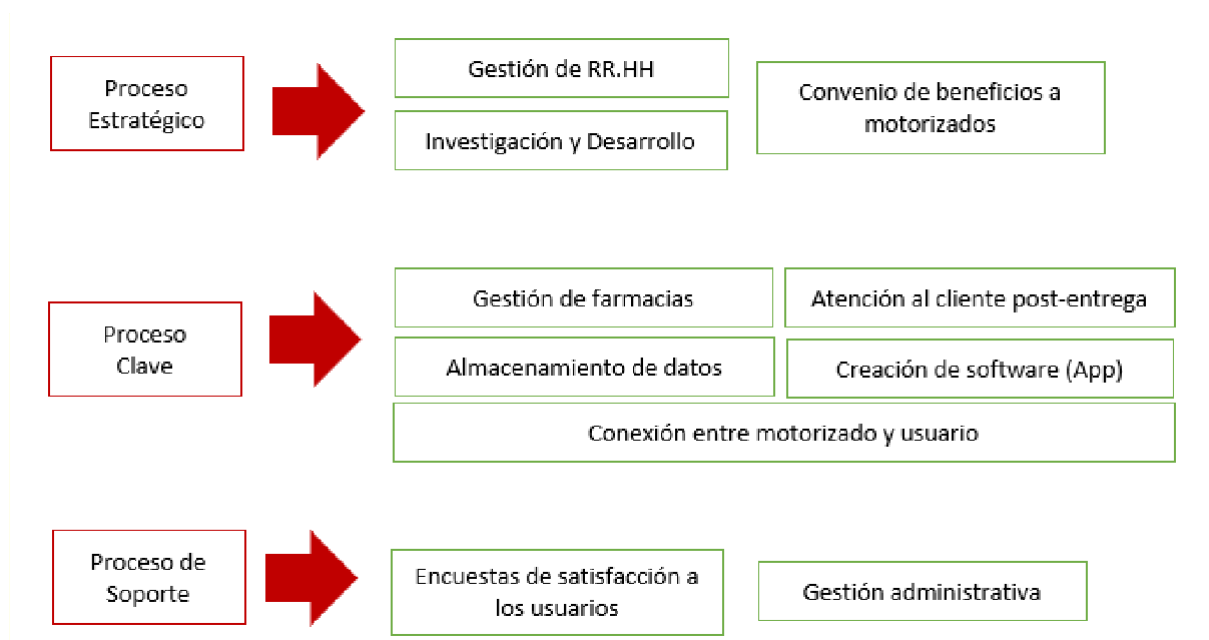 Proceso
Estratégico
Gestión de RR.HH
Investigación y Desarrollo
Convenio de beneficios a
motorizados
Proceso
Clave
Gestión de farmacias
Atención al cliente post-entrega
Almacenamiento de datos
Creación de software (App)
Conexión entre motorizado y usuario
Proceso de
Soporte
Encuestas de satisfacción a
los usuarios
Gestión administrativa